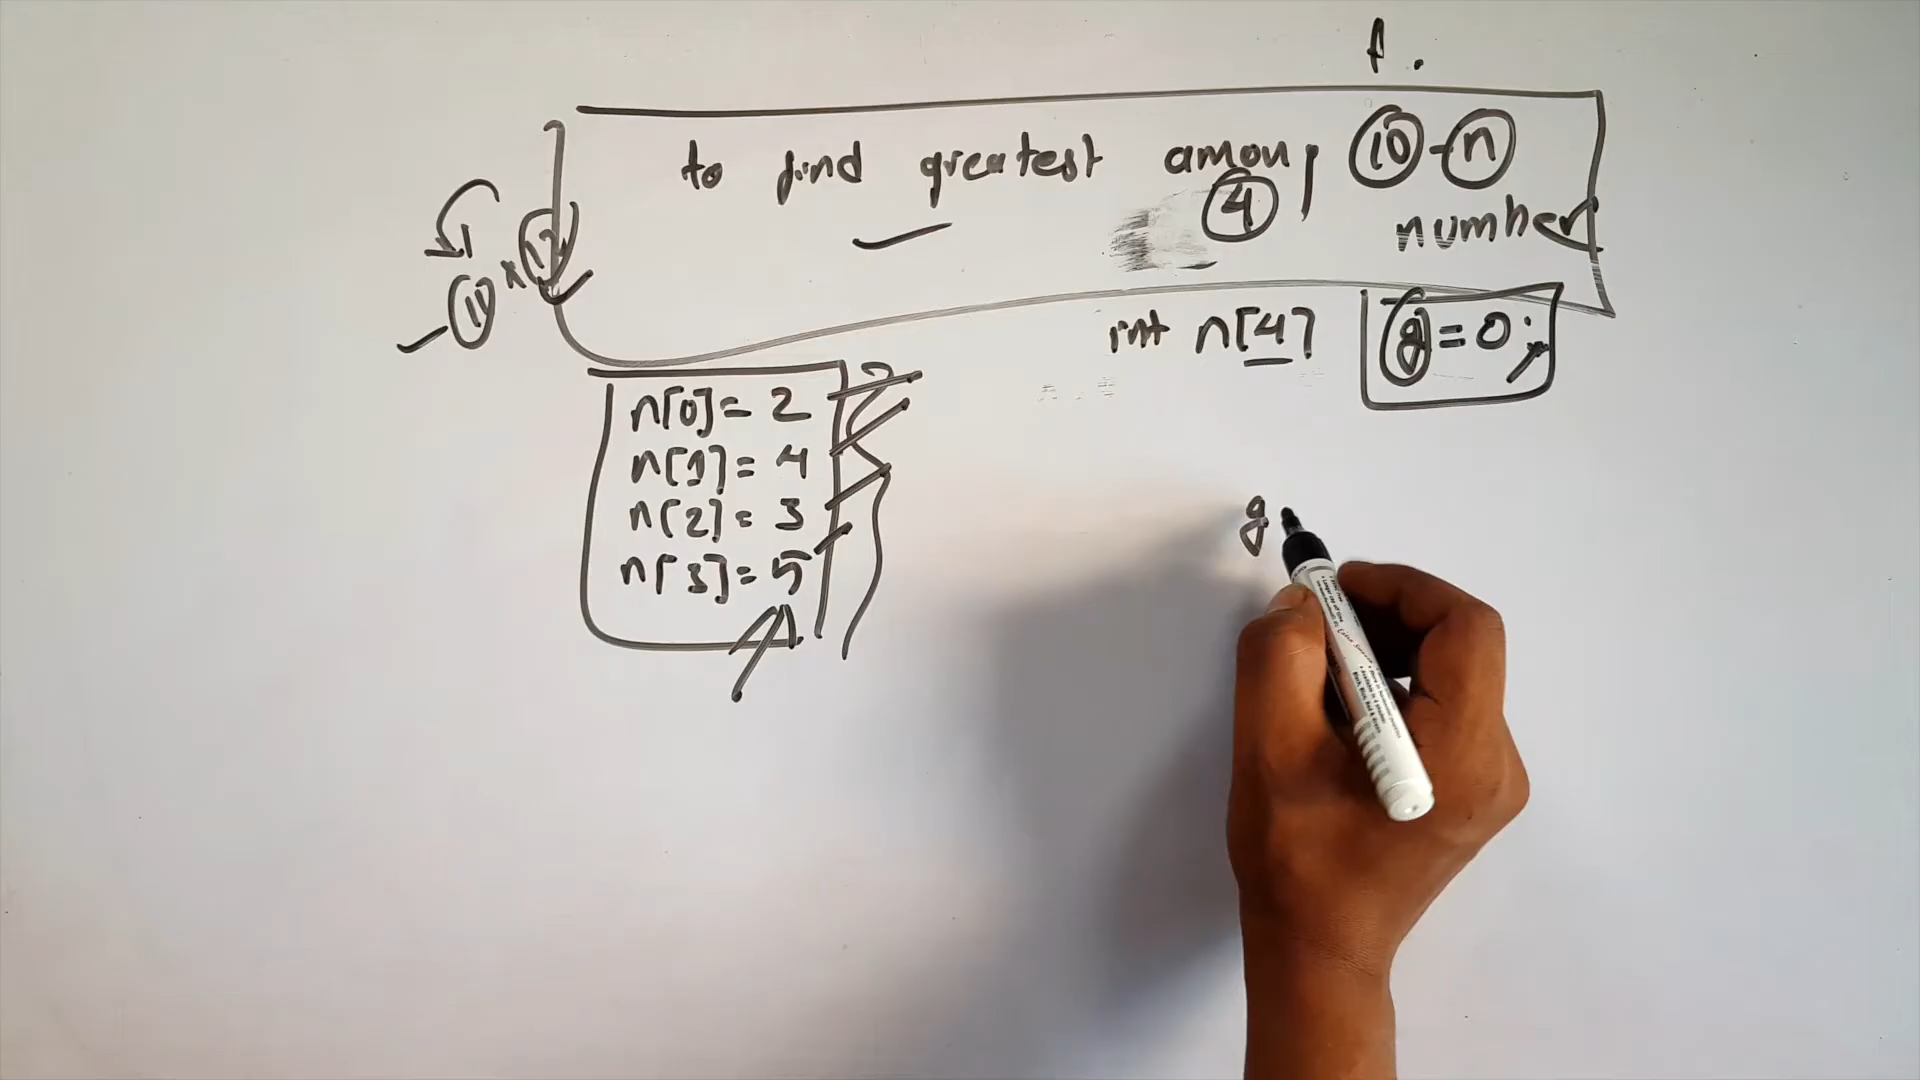 to find greatest among 10-n
4
number
int n[4]
g=0;
n[0]=2
n[1]=4
n[2]=3
n[3]=5
g